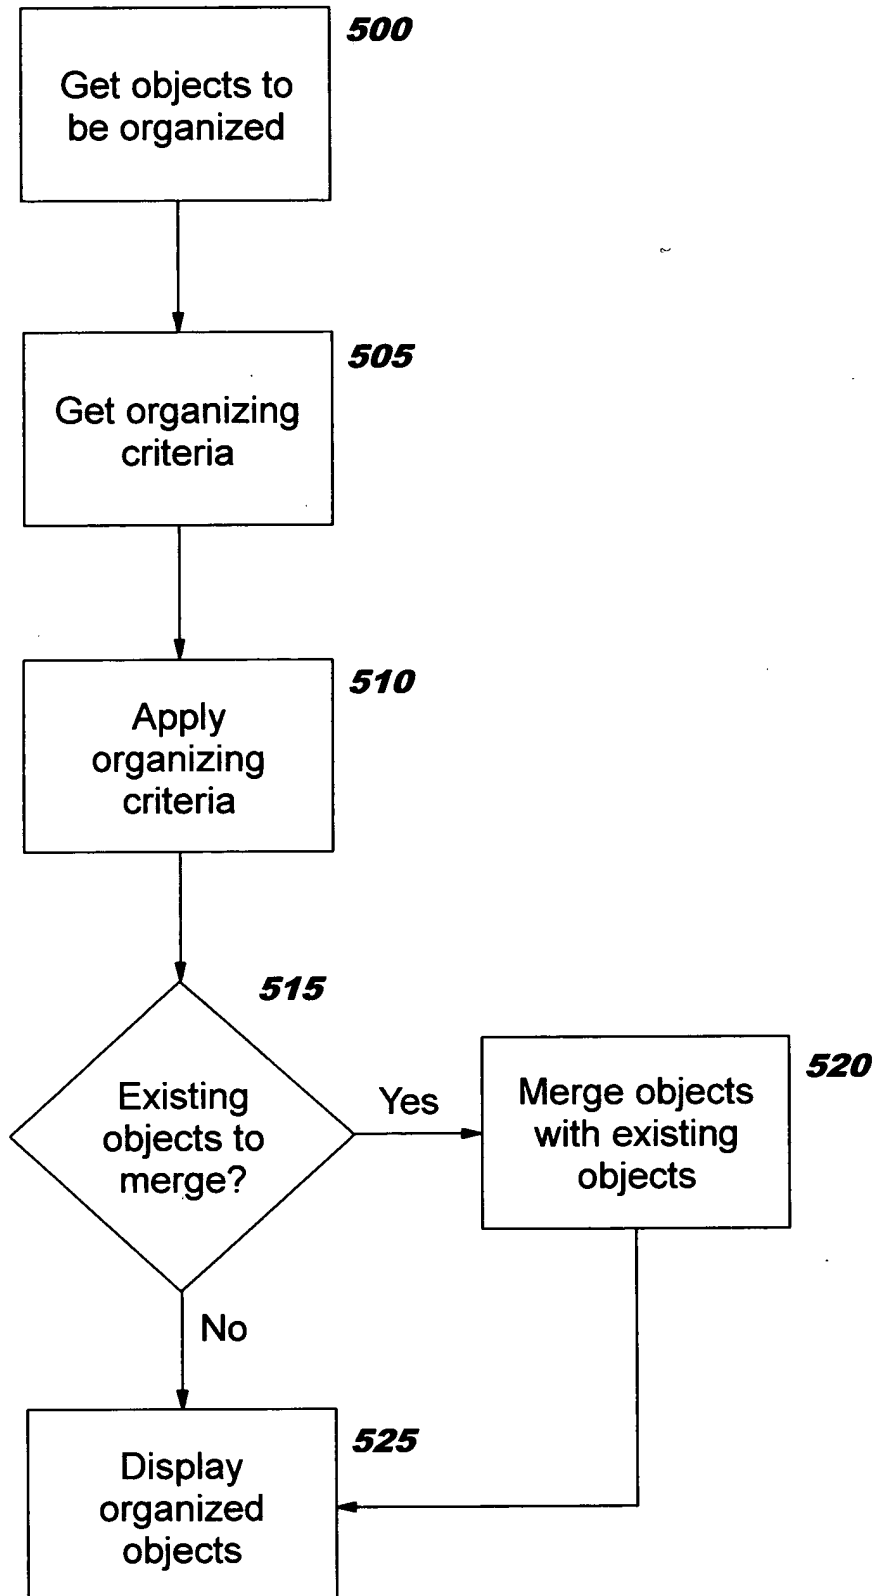 500
Get objects to
be organized
505
Get organizing
criteria
510
Apply
organizing
criteria
515
Existing
objects to
merge?
Yes
520
Merge objects
with existing
objects
No
525
Display
organized
objects